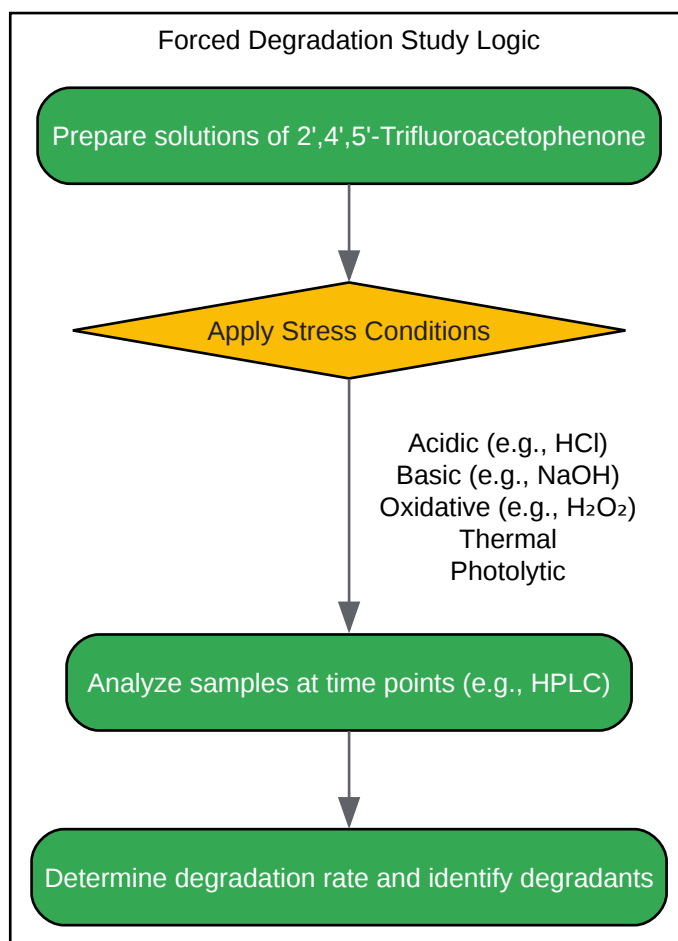 Forced Degradation Study Logic
Prepare solutions of 2',4',5'-Trifluoroacetophenone
Apply Stress Conditions
Acidic (e.g., HCl)
Basic (e.g., NaOH)
Oxidative (e.g., H₂O₂)
Thermal
Photolytic
Analyze samples at time points (e.g., HPLC)
Determine degradation rate and identify degradants